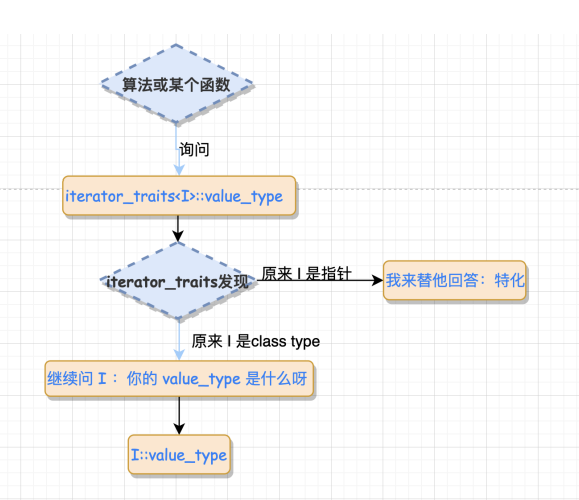 算法或某个函数
询问
iterator_traits<I>::value_type
iterator_traits发现
原来 I 是指针
我来替他回答：特化
原来 I 是class type
继续问 I ：你的 value_type 是什么呀
I::value_type